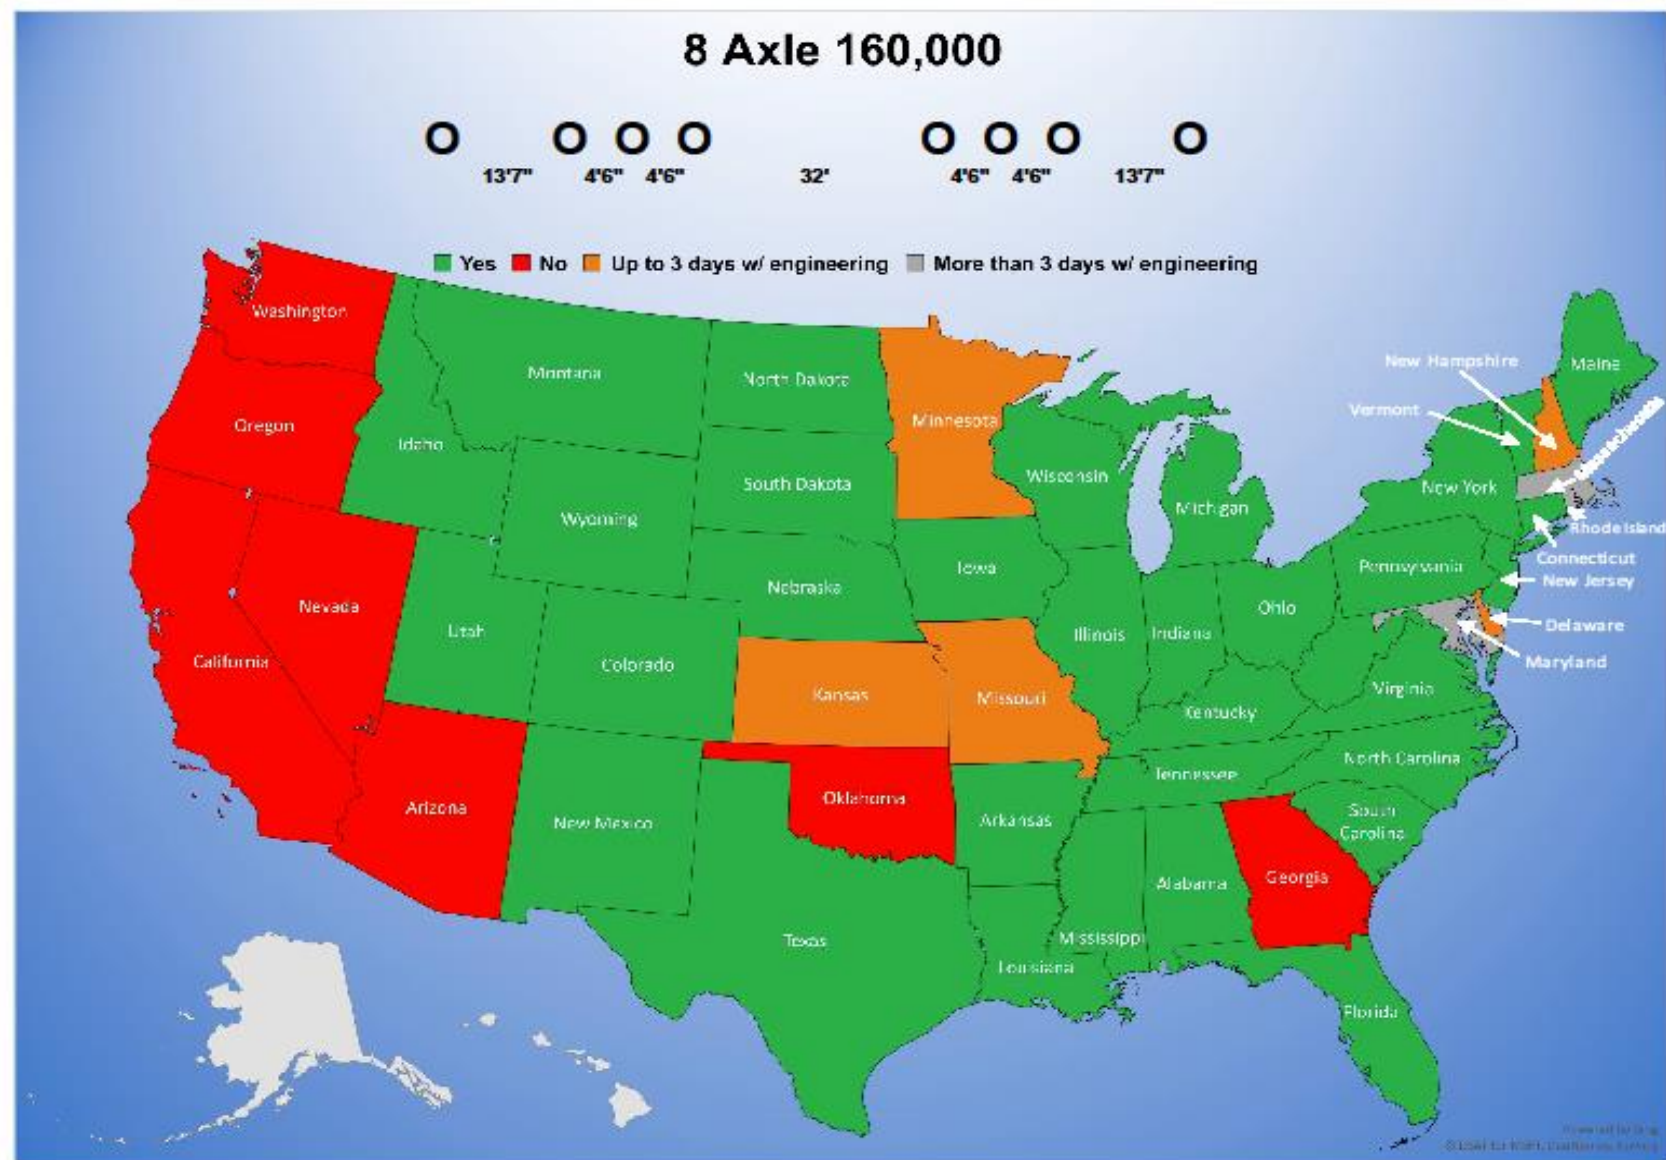 8 Axle 160,000
O O O O O O O O
13'7" 4'6" 4'6" 32' 4'6" 4'6" 13'7"
Yes No Up to 3 days w/ engineering More than 3 days w/ engineering
Washington
Montana
North Dakota
Minnesota
New Hampshire
Maine
Vermont
Massachusetts
Oregon
Idaho
South Dakota
Wisconsin
Michigan
New York
Wyoming
Rhode Island
Connecticut
New Jersey
Iowa
Pennsylvania
Nebraska
Nevada
Ohio
Utah
Illinois
Indiana
Delaware
Maryland
California
Colorado
Kansas
Missouri
Virginia
Kentucky
North Carolina
Tennessee
Arizona
Oklahoma
New Mexico
Arkansas
South
Carolina
Alabama
Georgia
Texas
Mississippi
Louisiana
Florida
Powered by Bing